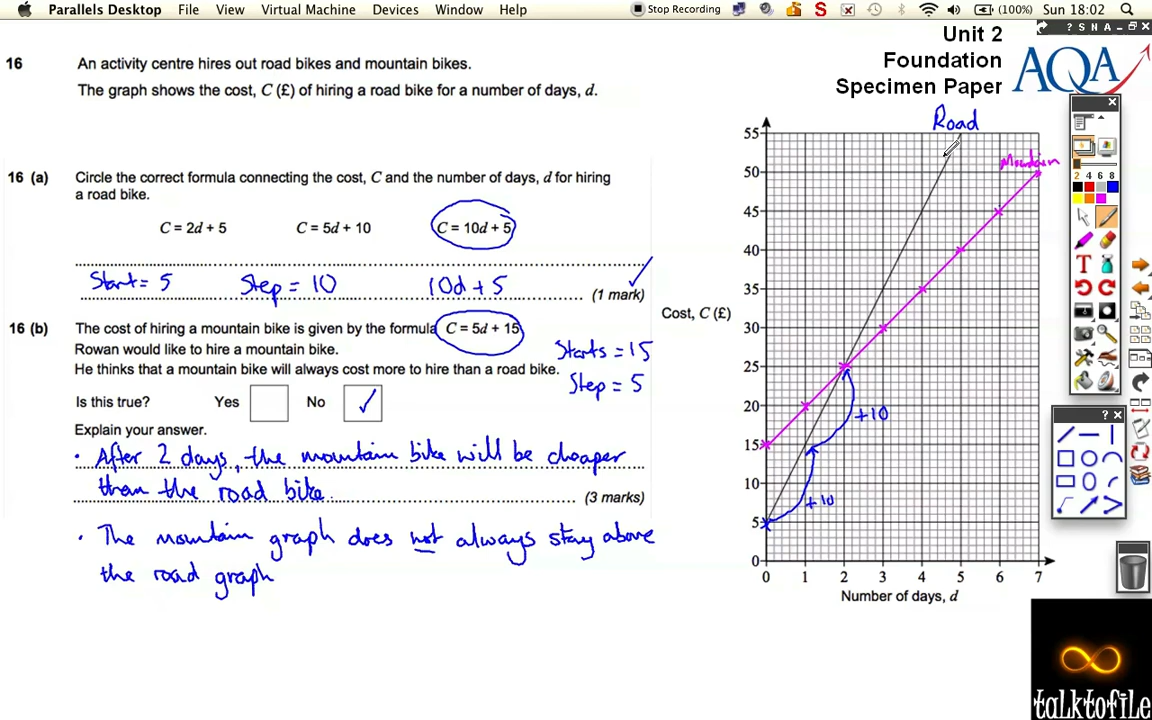 Parallels Desktop File View Virtual Machine Devices Window Help Stop Recording (100%) Sun 18:02
Unit 2
Foundation
Specimen Paper
AQA
? S N A
16 An activity centre hires out road bikes and mountain bikes.
The graph shows the cost, C (£) of hiring a road bike for a number of days, d.
16 (a) Circle the correct formula connecting the cost, C and the number of days, d for hiring
a road bike.
C = 2d + 5 C = 5d + 10 C = 10d + 5
Start = 5 Step = 10 10d + 5
(1 mark)
16 (b) The cost of hiring a mountain bike is given by the formula C = 5d + 15
Rowan would like to hire a mountain bike.
He thinks that a mountain bike will always cost more to hire than a road bike.
Starts = 15
Step = 5
Is this true? Yes No
Explain your answer.
• After 2 days, the mountain bike will be cheaper
than the road bike.
(3 marks)
• The mountain graph does not always stay above
the road graph
Road
Mountain
55
50
45
40
35
Cost, C (£)
30
25
20
15
10
5
0
+10
+10
0 1 2 3 4 5 6 7
Number of days, d
2 4 6 8
T
?
talktofile